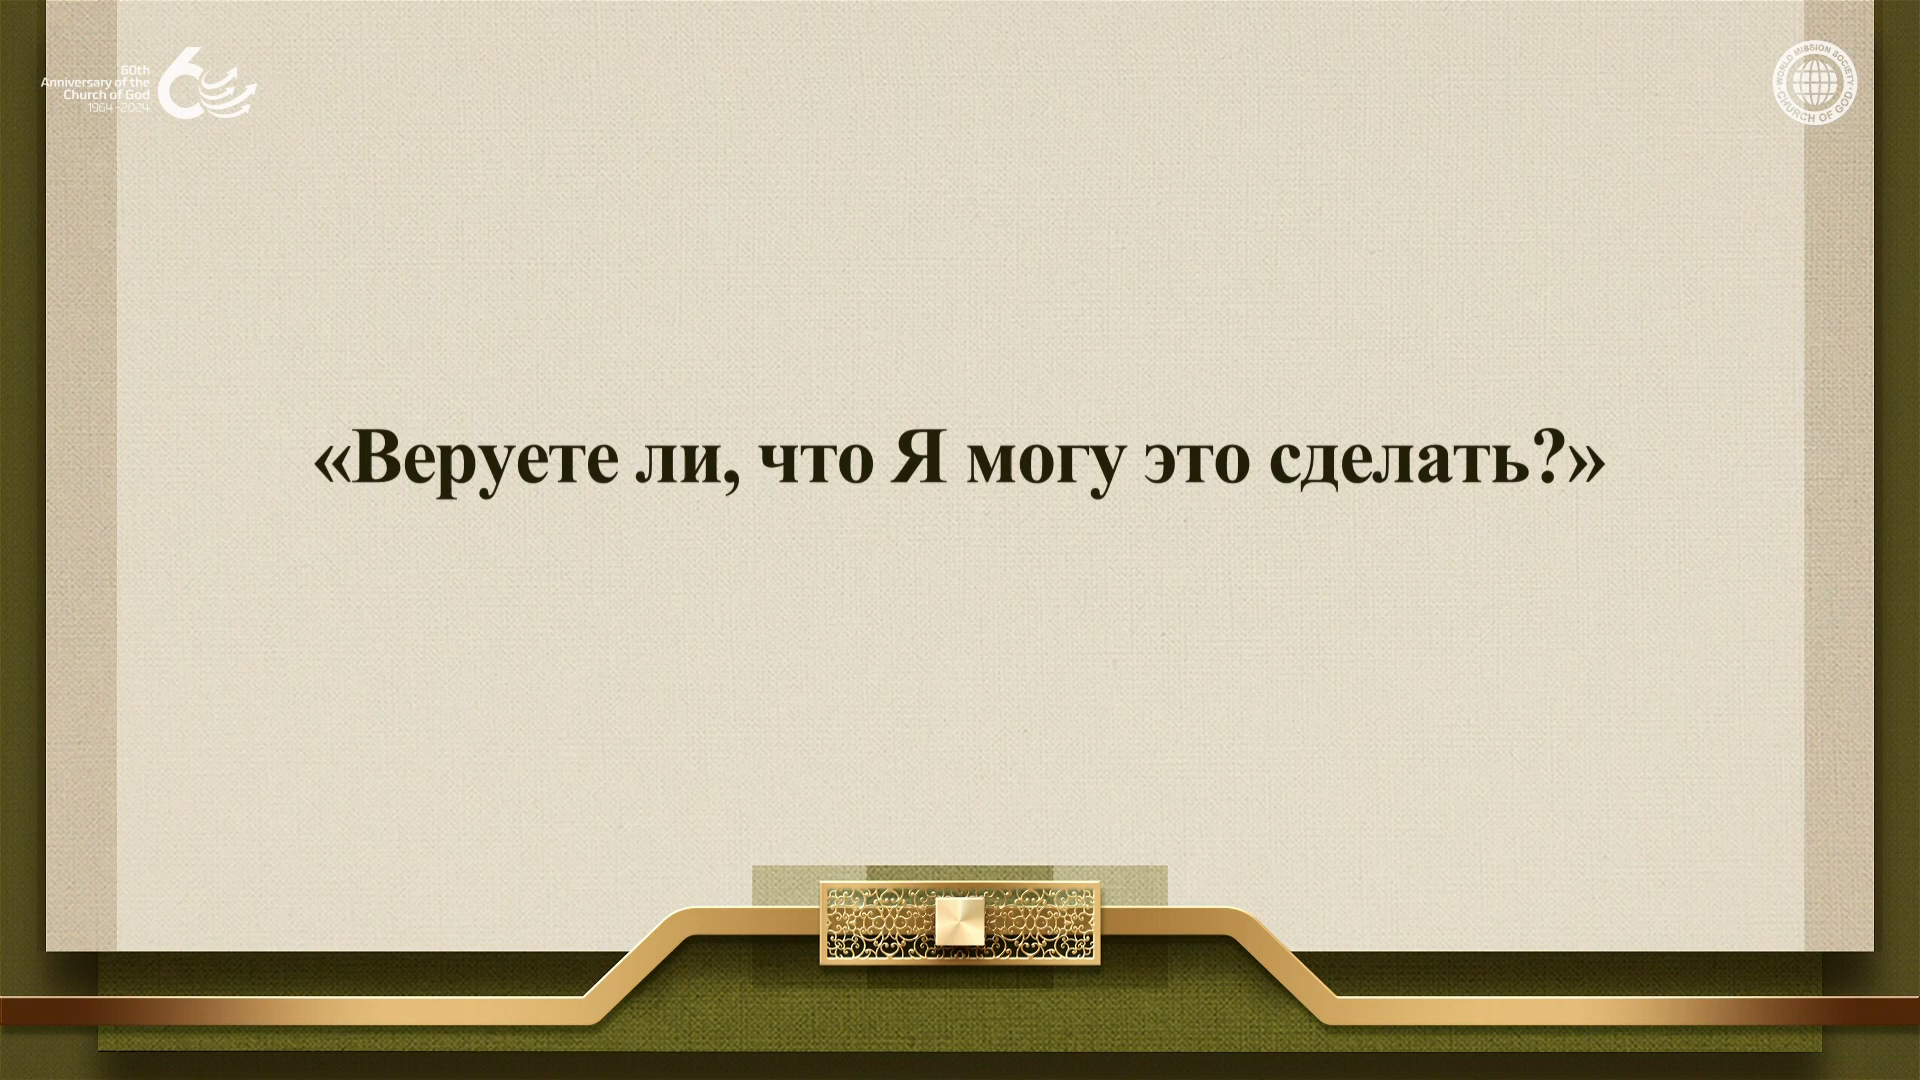 60th
Anniversary of the
Church of God
1964-2024
WORLD MISSION SOCIETY
CHURCH OF GOD
«Веруете ли, что Я могу это сделать?»